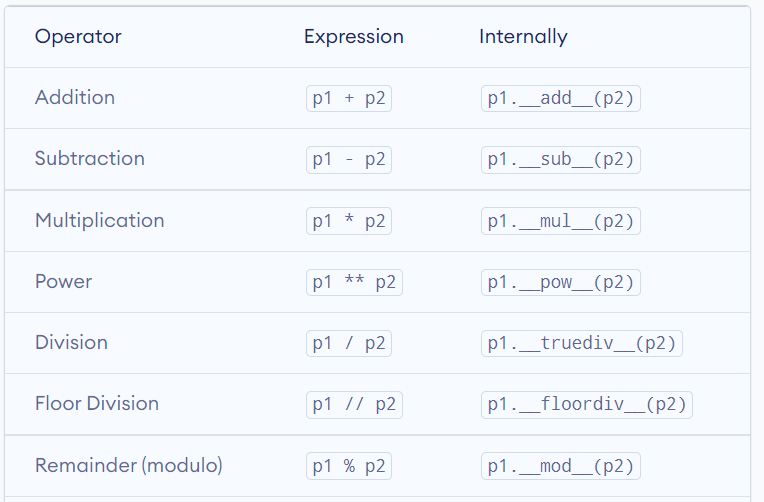 Operator Expression Internally
Addition p1 + p2 p1.__add__(p2)
Subtraction p1 - p2 p1.__sub__(p2)
Multiplication p1 * p2 p1.__mul__(p2)
Power p1 ** p2 p1.__pow__(p2)
Division p1 / p2 p1.__truediv__(p2)
Floor Division p1 // p2 p1.__floordiv__(p2)
Remainder (modulo) p1 % p2 p1.__mod__(p2)